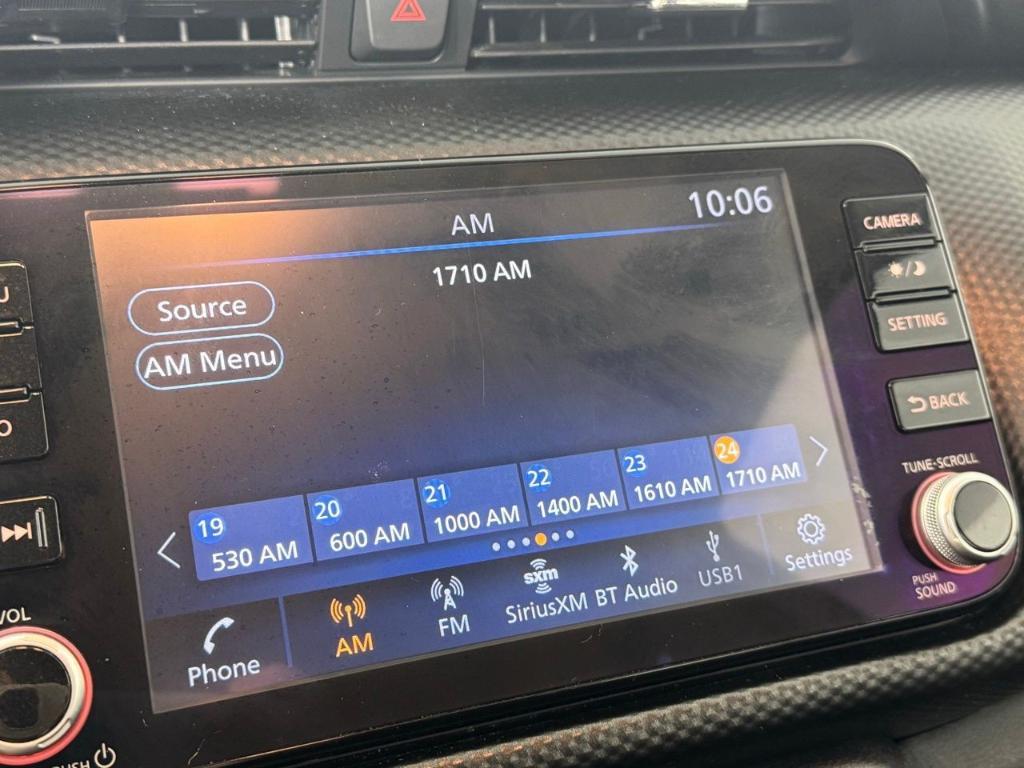 AM
10:06
1710 AM
Source
AM Menu
19
530 AM
20
600 AM
21
1000 AM
22
1400 AM
23
1610 AM
24
1710 AM
Phone
AM
FM
sxm
SiriusXM
BT Audio
USB1
Settings
CAMERA
SETTING
BACK
TUNE·SCROLL
PUSH
SOUND
VOL